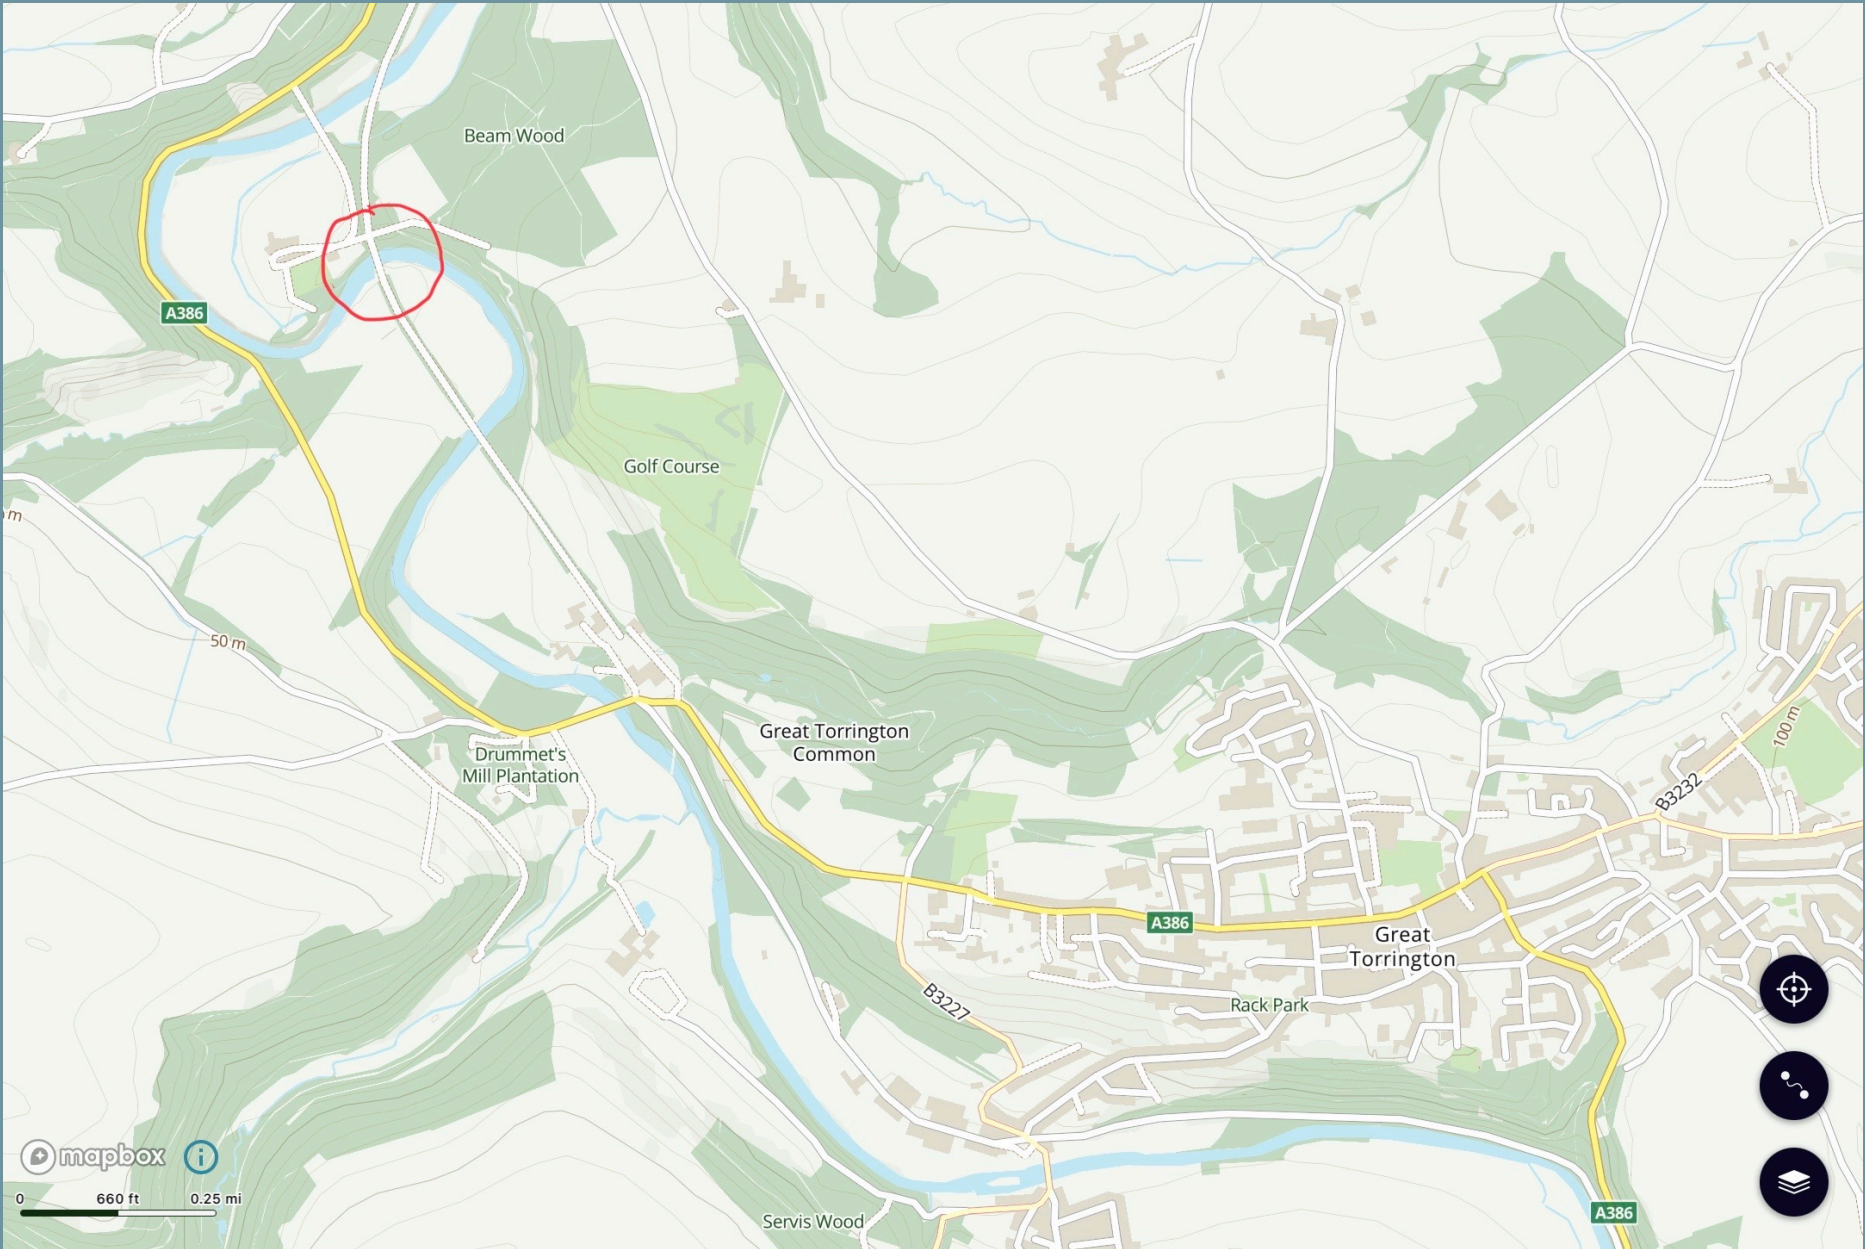 Beam Wood
A386
Golf Course
50 m
Great Torrington
Common
Drummet's
Mill Plantation
100 m
B3232
A386
Great
Torrington
B3227
Rack Park
mapbox
i
0 660 ft 0.25 mi
Servis Wood
A386